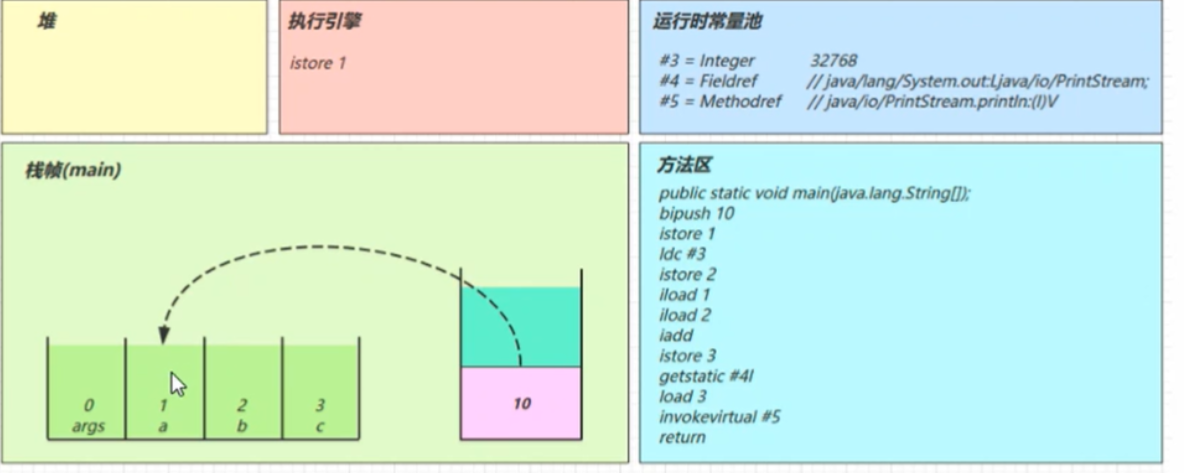 堆
执行引擎
istore 1
运行时常量池
#3 = Integer 32768
#4 = Fieldref // java/lang/System.out:Ljava/io/PrintStream;
#5 = Methodref // java/io/PrintStream.println:(I)V
栈帧(main)
0 1 2 3
args a b c
10
方法区
public static void main(java.lang.String[]);
bipush 10
istore 1
ldc #3
istore 2
iload 1
iload 2
iadd
istore 3
getstatic #4l
load 3
invokevirtual #5
return